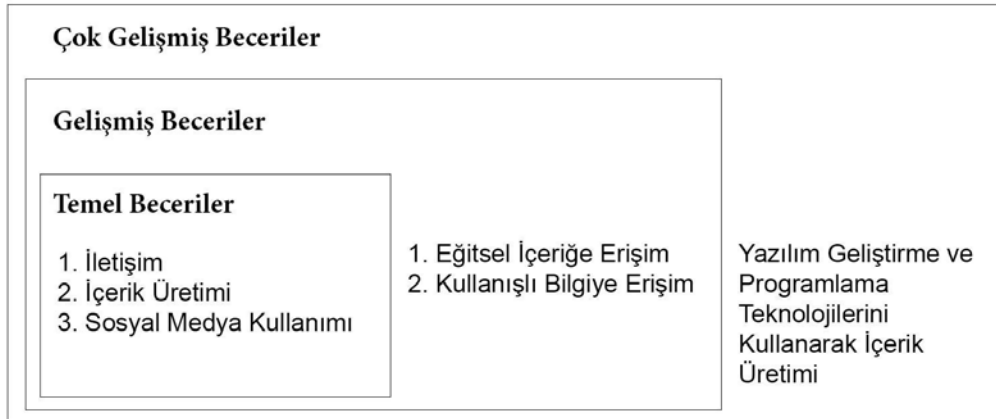 Çok Gelişmiş Beceriler
Gelişmiş Beceriler
Temel Beceriler
1. İletişim
2. İçerik Üretimi
3. Sosyal Medya Kullanımı
1. Eğitsel İçeriğe Erişim
2. Kullanışlı Bilgiye Erişim
Yazılım Geliştirme ve
Programlama
Teknolojilerini
Kullanarak İçerik
Üretimi